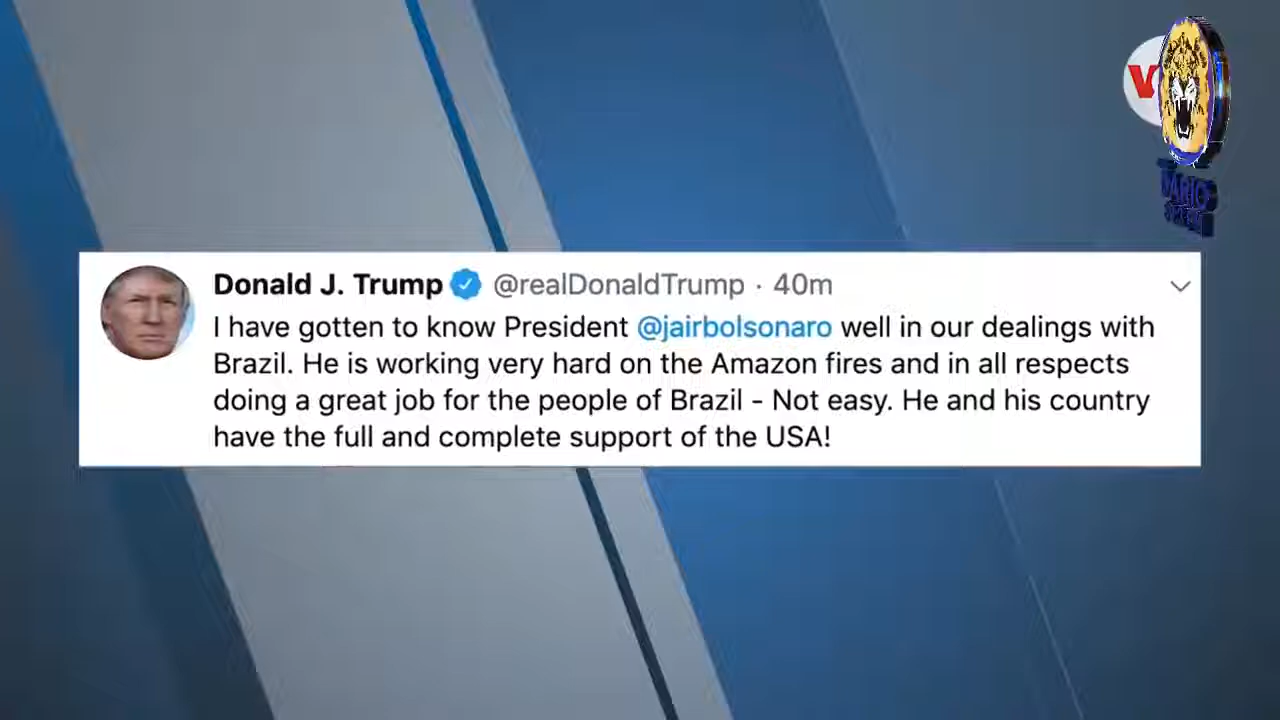 Donald J. Trump @realDonaldTrump · 40m
I have gotten to know President @jairbolsonaro well in our dealings with
Brazil. He is working very hard on the Amazon fires and in all respects
doing a great job for the people of Brazil - Not easy. He and his country
have the full and complete support of the USA!